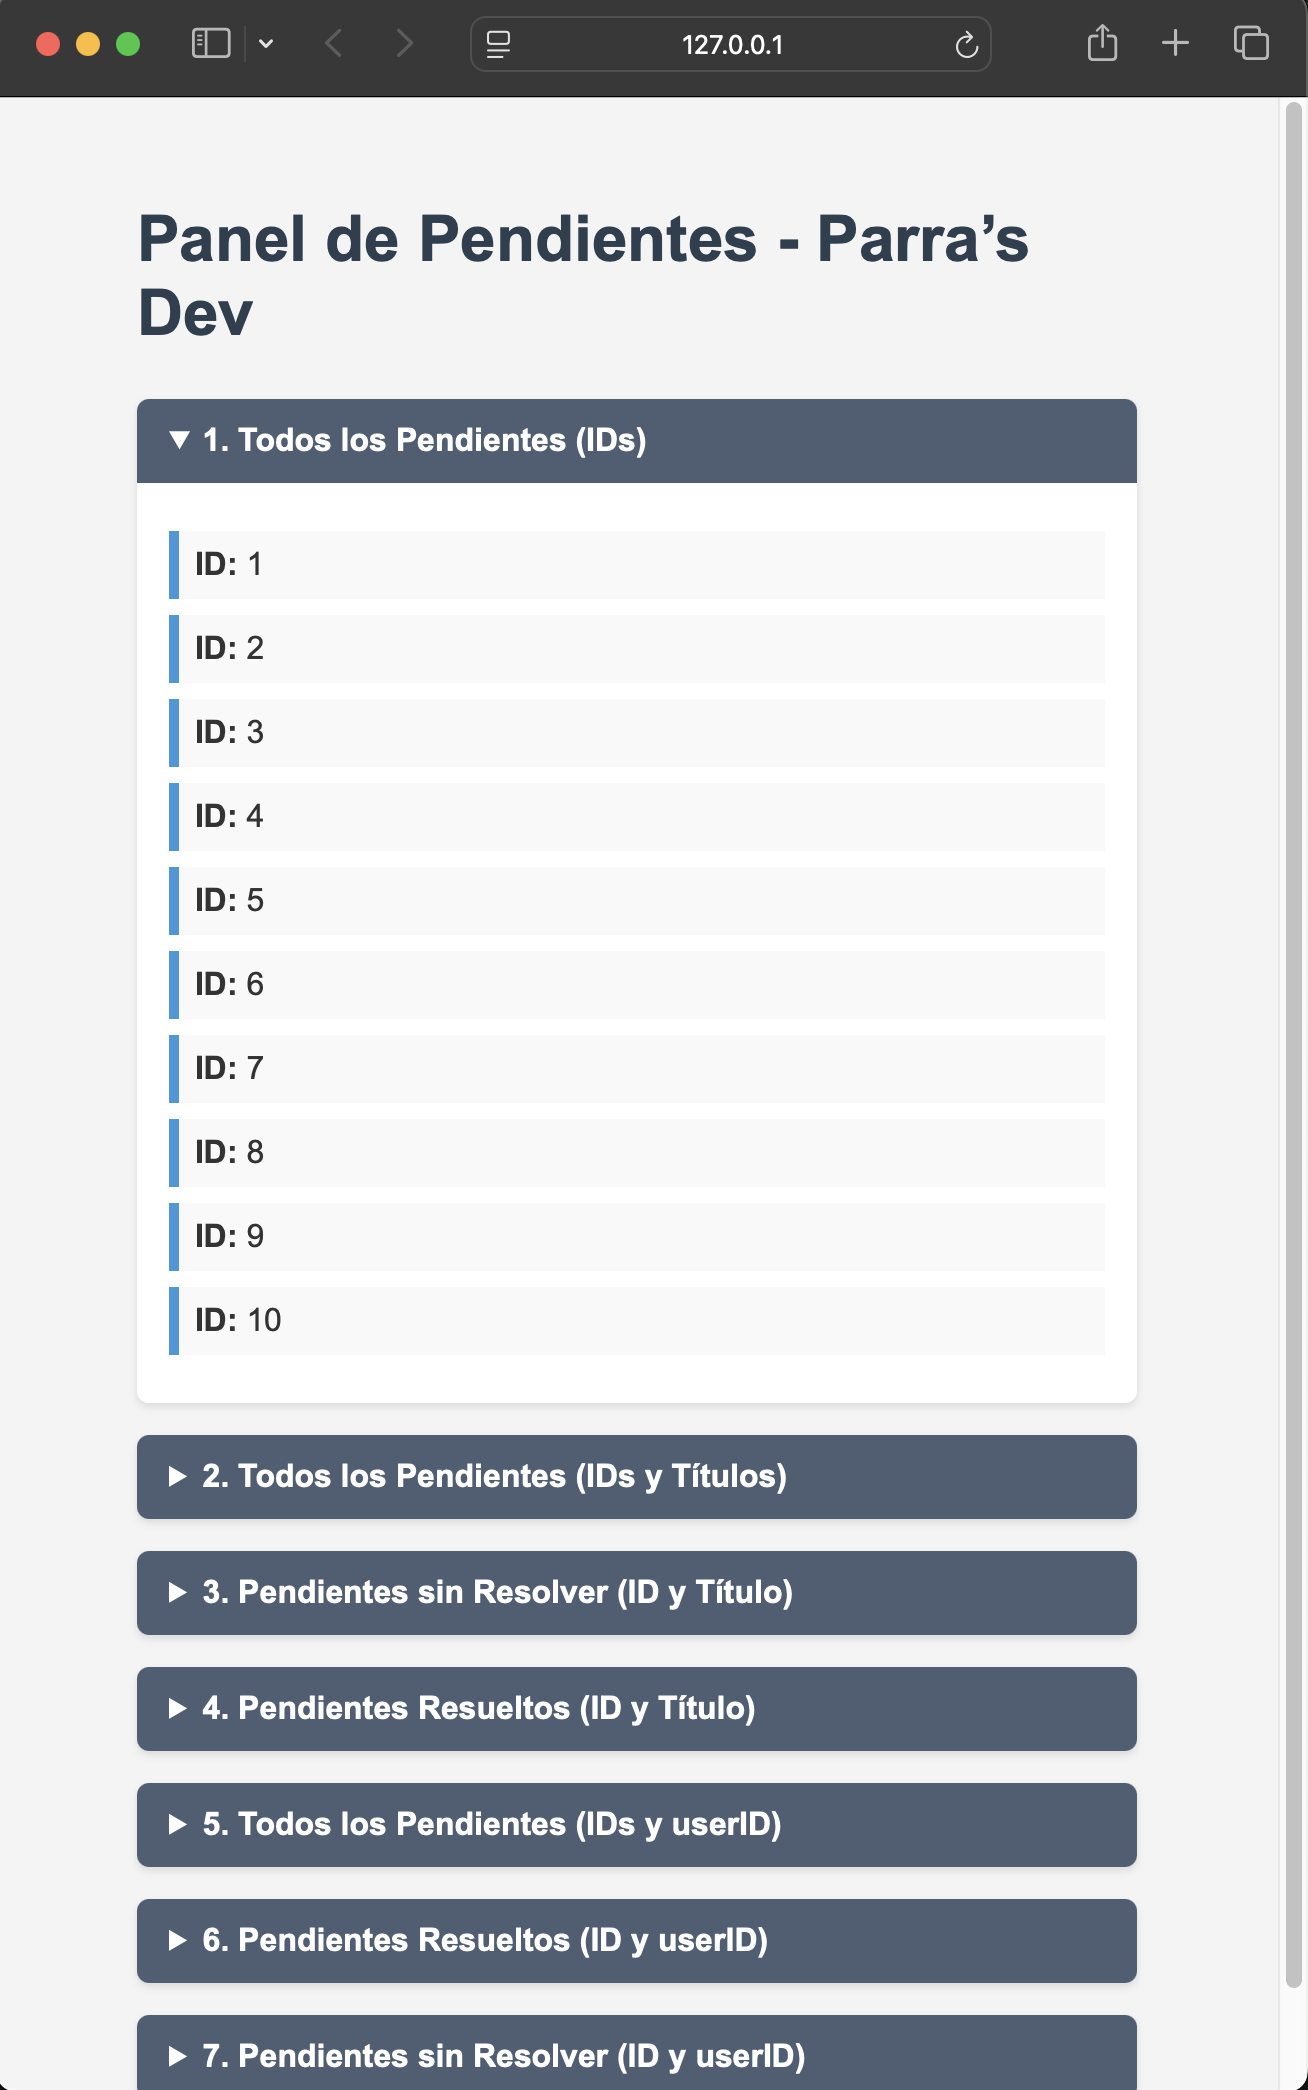 127.0.0.1
Panel de Pendientes - Parra’s
Dev
▼ 1. Todos los Pendientes (IDs)
ID: 1
ID: 2
ID: 3
ID: 4
ID: 5
ID: 6
ID: 7
ID: 8
ID: 9
ID: 10
▶ 2. Todos los Pendientes (IDs y Títulos)
▶ 3. Pendientes sin Resolver (ID y Título)
▶ 4. Pendientes Resueltos (ID y Título)
▶ 5. Todos los Pendientes (IDs y userID)
▶ 6. Pendientes Resueltos (ID y userID)
▶ 7. Pendientes sin Resolver (ID y userID)